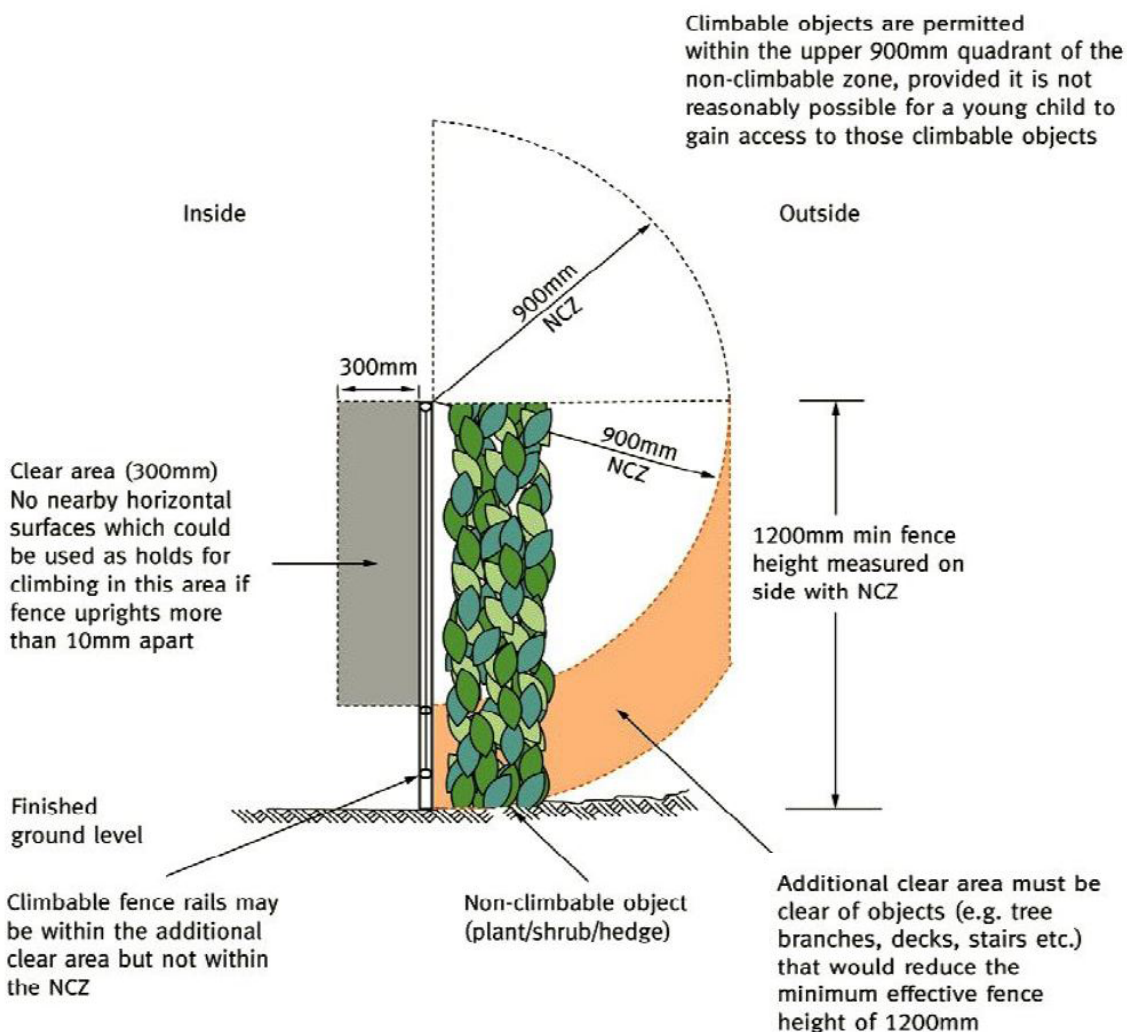 Climbable objects are permitted
within the upper 900mm quadrant of the
non-climbable zone, provided it is not
reasonably possible for a young child to
gain access to those climbable objects
Inside
Outside
900mm
NCZ
300mm
900mm
NCZ
Clear area (300mm)
No nearby horizontal
surfaces which could
be used as holds for
climbing in this area if
fence uprights more
than 10mm apart
1200mm min fence
height measured on
side with NCZ
Finished
ground level
Climbable fence rails may
be within the additional
clear area but not within
the NCZ
Non-climbable object
(plant/shrub/hedge)
Additional clear area must be
clear of objects (e.g. tree
branches, decks, stairs etc.)
that would reduce the
minimum effective fence
height of 1200mm